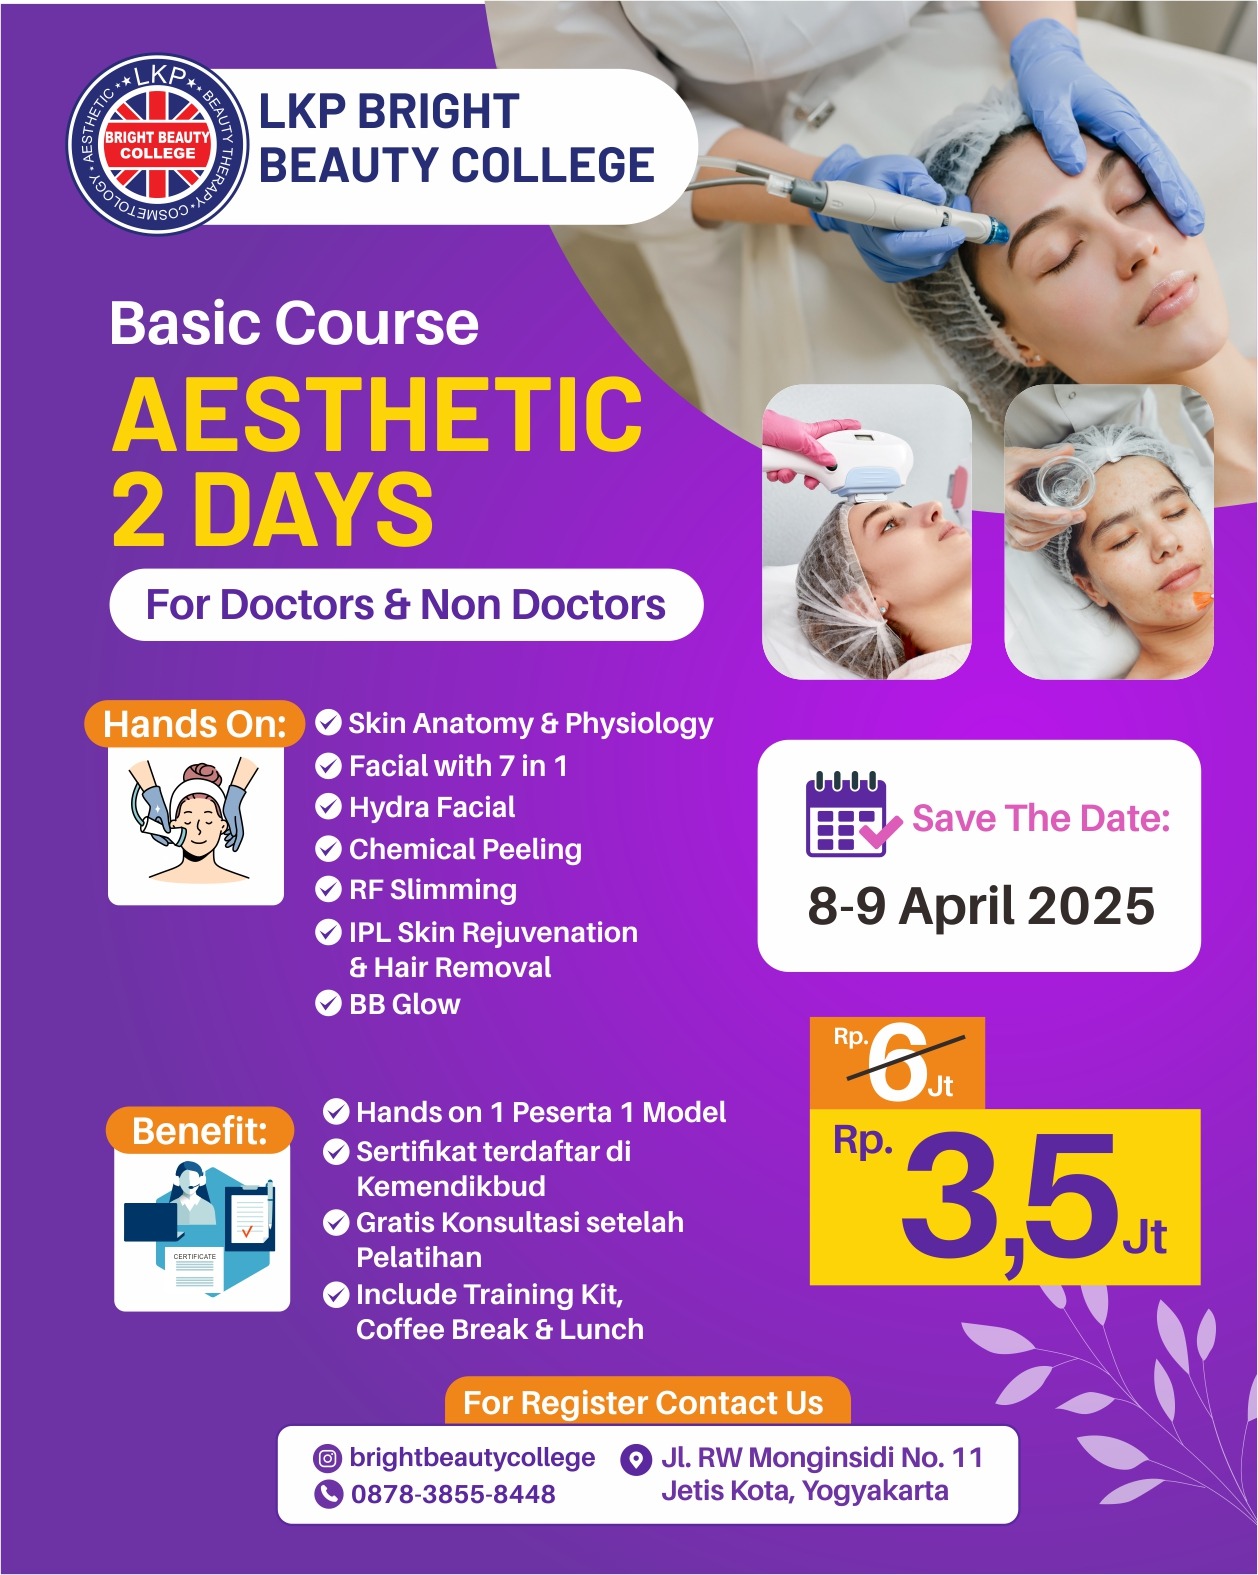 ★★ LKP ★★
AESTHETIC • COSMETOLOGY • BEAUTY THERAPY
BRIGHT BEAUTY
COLLEGE
LKP BRIGHT
BEAUTY COLLEGE
Basic Course
AESTHETIC
2 DAYS
For Doctors & Non Doctors
Hands On:
Skin Anatomy & Physiology
Facial with 7 in 1
Hydra Facial
Chemical Peeling
RF Slimming
IPL Skin Rejuvenation
& Hair Removal
BB Glow
Save The Date:
8-9 April 2025
Rp. 6 Jt
Rp. 3,5 Jt
Benefit:
CERTIFICATE
Hands on 1 Peserta 1 Model
Sertifikat terdaftar di
Kemendikbud
Gratis Konsultasi setelah
Pelatihan
Include Training Kit,
Coffee Break & Lunch
For Register Contact Us
brightbeautycollege
0878-3855-8448
Jl. RW Monginsidi No. 11
Jetis Kota, Yogyakarta